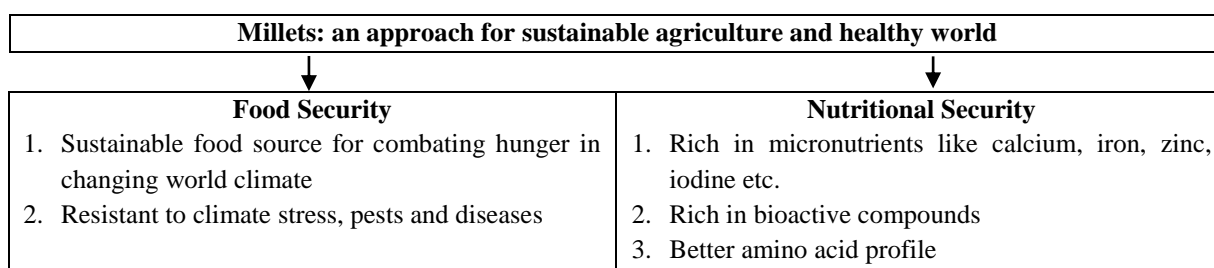 Millets: an approach for sustainable agriculture and healthy world
Food Security
1. Sustainable food source for combating hunger in
changing world climate
2. Resistant to climate stress, pests and diseases
Nutritional Security
1. Rich in micronutrients like calcium, iron, zinc,
iodine etc.
2. Rich in bioactive compounds
3. Better amino acid profile